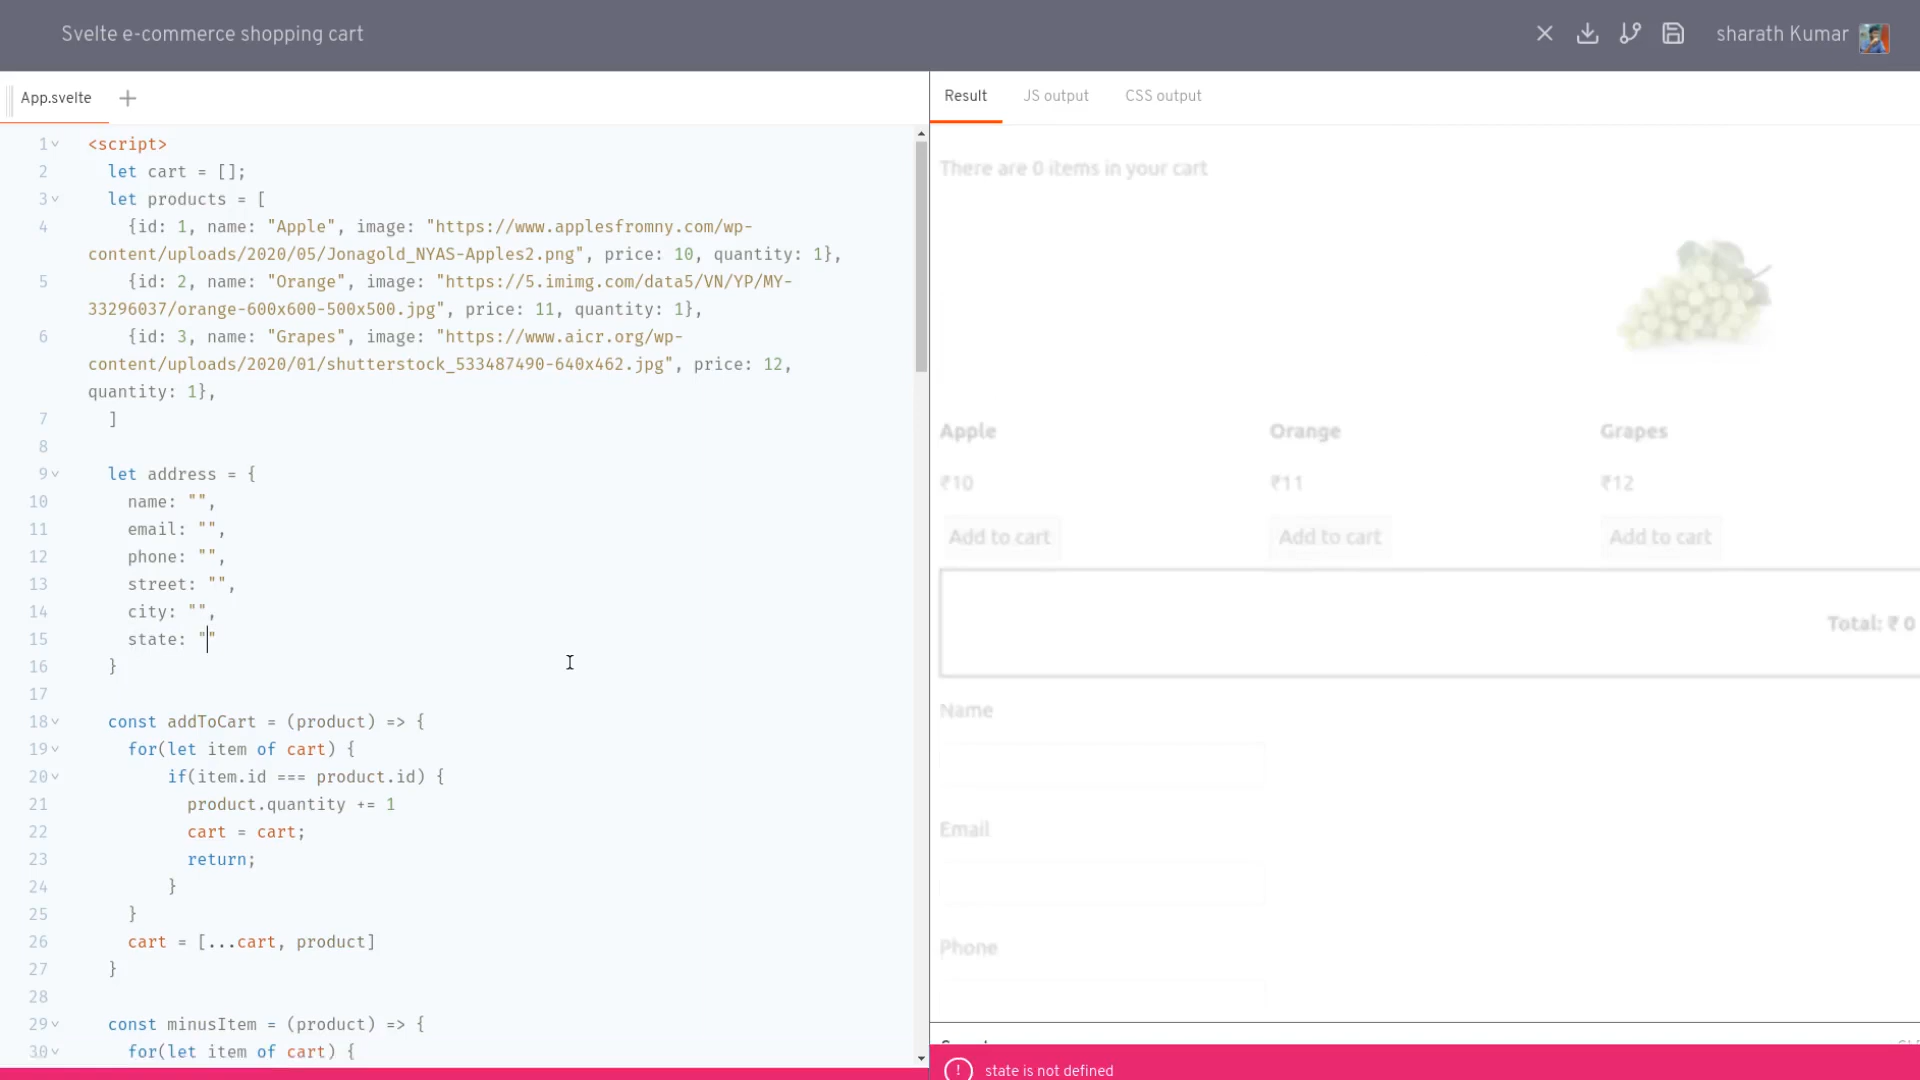 Svelte e-commerce shopping cart
sharath Kumar
App.svelte
1 <script>
2 let cart = [];
3 let products = [
4 {id: 1, name: "Apple", image: "https://www.applesfromny.com/wp-
content/uploads/2020/05/Jonagold_NYAS-Apples2.png", price: 10, quantity: 1},
5 {id: 2, name: "Orange", image: "https://5.imimg.com/data5/VN/YP/MY-
33296037/orange-600x600-500x500.jpg", price: 11, quantity: 1},
6 {id: 3, name: "Grapes", image: "https://www.aicr.org/wp-
content/uploads/2020/01/shutterstock_533487490-640x462.jpg", price: 12,
quantity: 1},
7 ]
8
9 let address = {
10 name: "",
11 email: "",
12 phone: "",
13 street: "",
14 city: "",
15 state: ""
16 }
17
18 const addToCart = (product) => {
19 for(let item of cart) {
20 if(item.id === product.id) {
21 product.quantity += 1
22 cart = cart;
23 return;
24 }
25 }
26 cart = [...cart, product]
27 }
28
29 const minusItem = (product) => {
30 for(let item of cart) {
Result JS output CSS output
There are 0 items in your cart
Apple Orange Grapes
₹10 ₹11 ₹12
Add to cart Add to cart Add to cart
Total: ₹ 0
Name
Email
Phone
! state is not defined